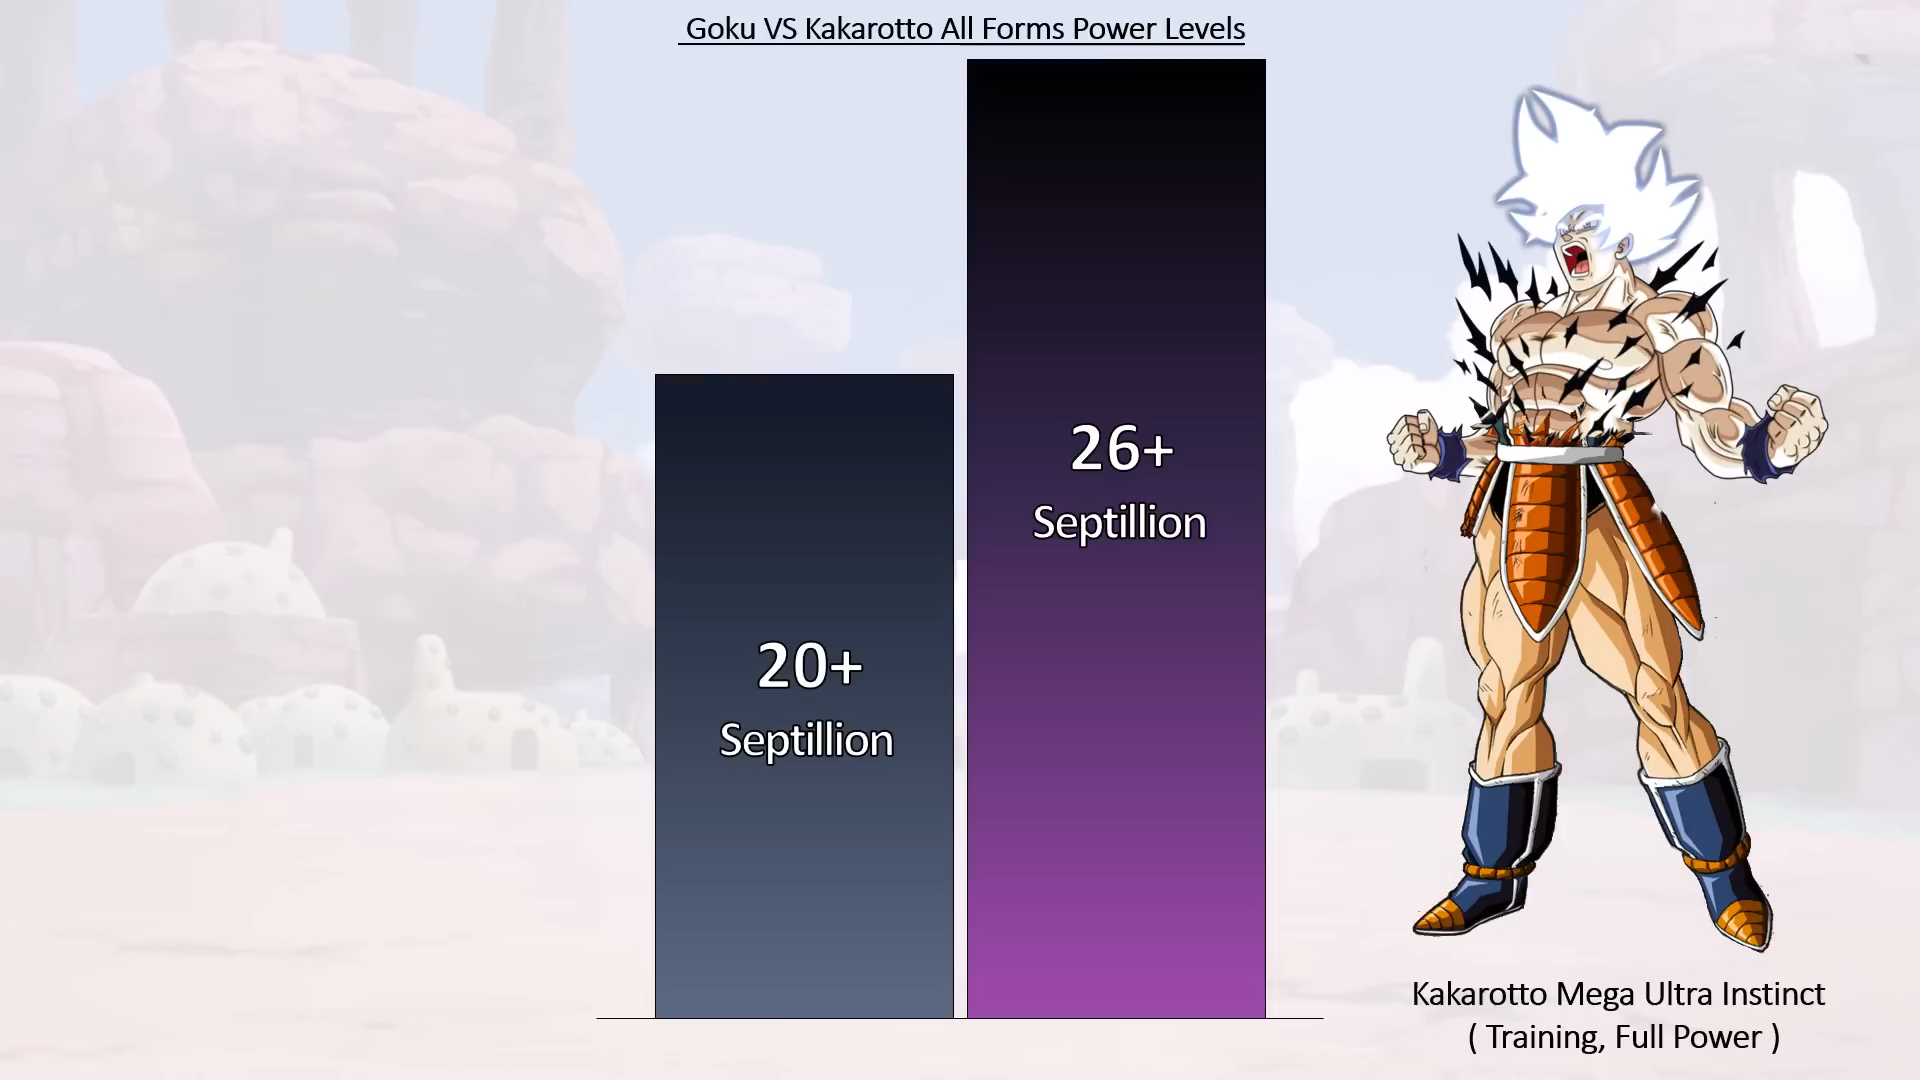 Goku VS Kakarotto All Forms Power Levels
26+
Septillion
20+
Septillion
Kakarotto Mega Ultra Instinct
( Training, Full Power )